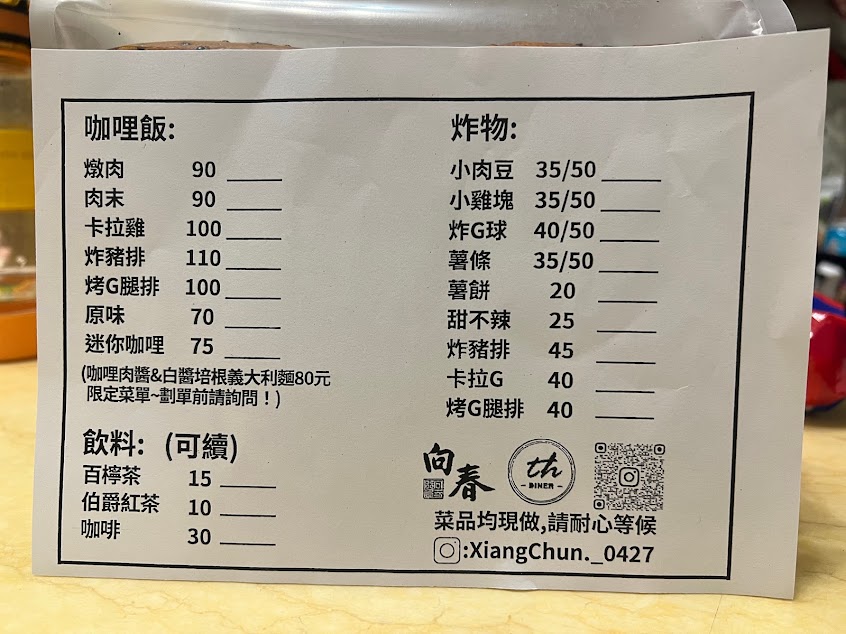 咖哩飯:
燉肉 90
肉末 90
卡拉雞 100
炸豬排 110
烤G腿排 100
原味 70
迷你咖哩 75
(咖哩肉醬&白醬培根義大利麵80元
限定菜單~劃單前請詢問！)
飲料: (可續)
百檸茶 15
伯爵紅茶 10
咖啡 30
炸物:
小肉豆 35/50
小雞塊 35/50
炸G球 40/50
薯條 35/50
薯餅 20
甜不辣 25
炸豬排 45
卡拉G 40
烤G腿排 40
向春
th
DINER
菜品均現做,請耐心等候
:XiangChun._0427